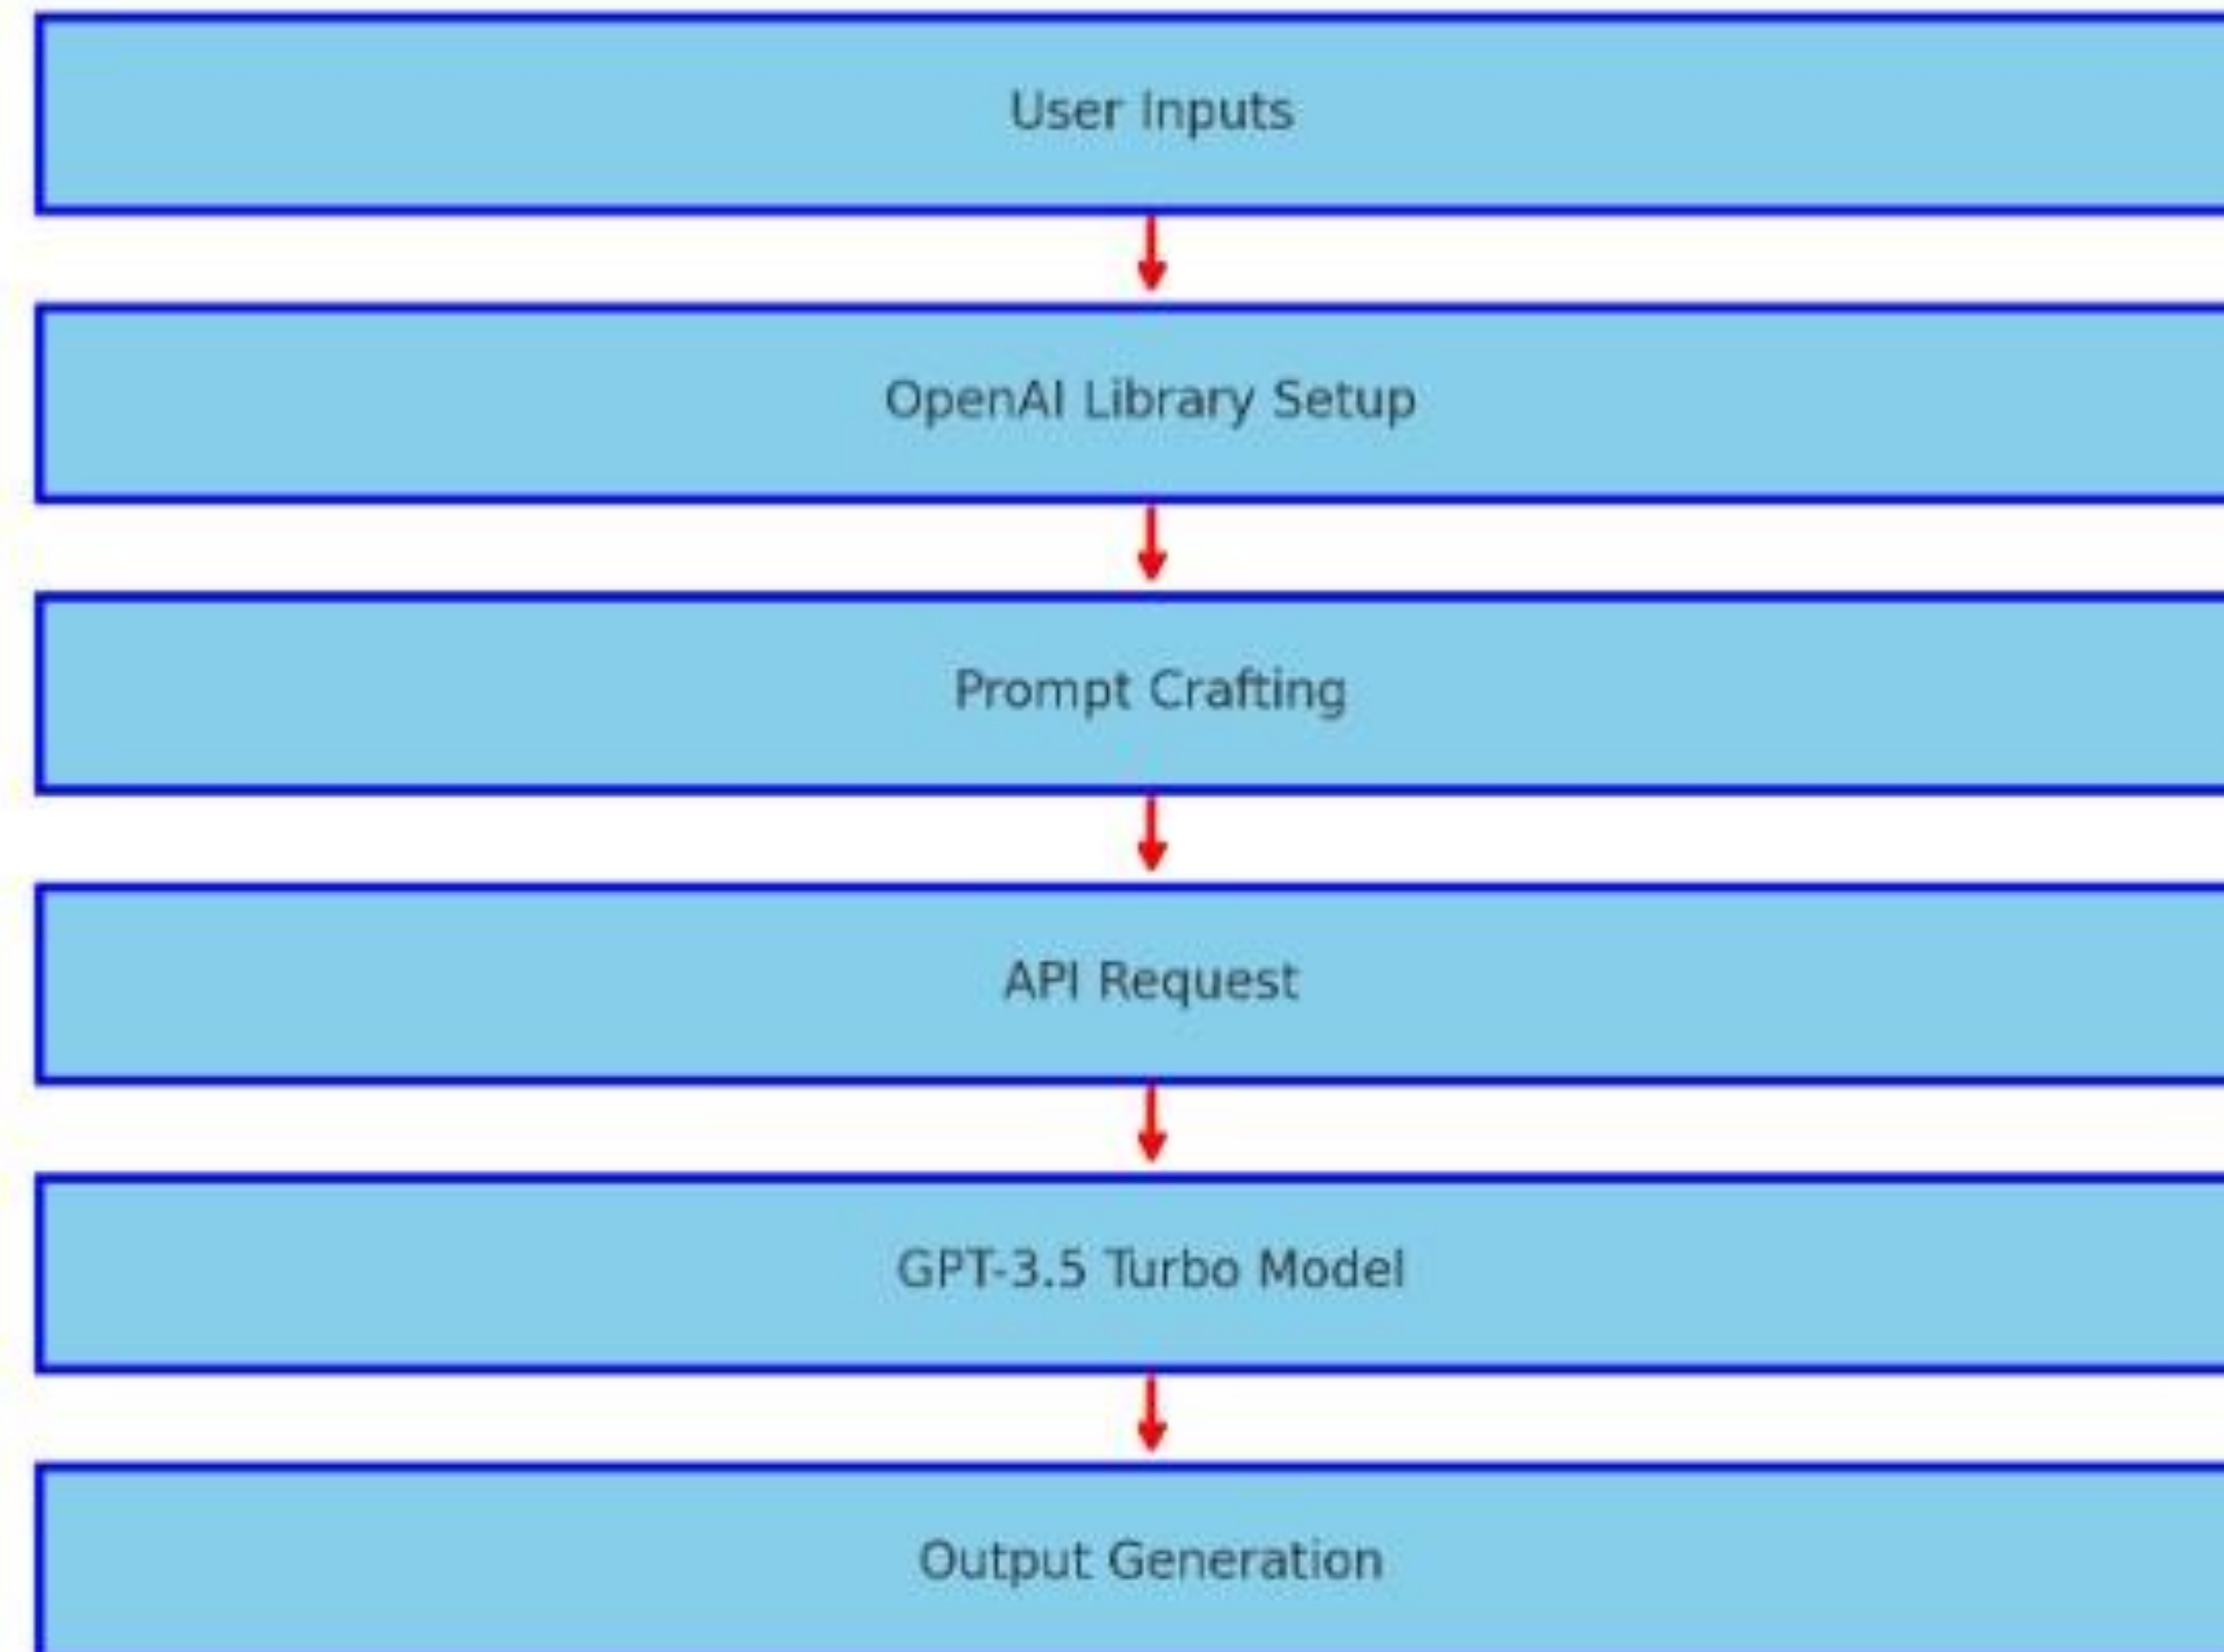 User Inputs
OpenAI Library Setup
Prompt Crafting
API Request
GPT-3.5 Turbo Model
Output Generation